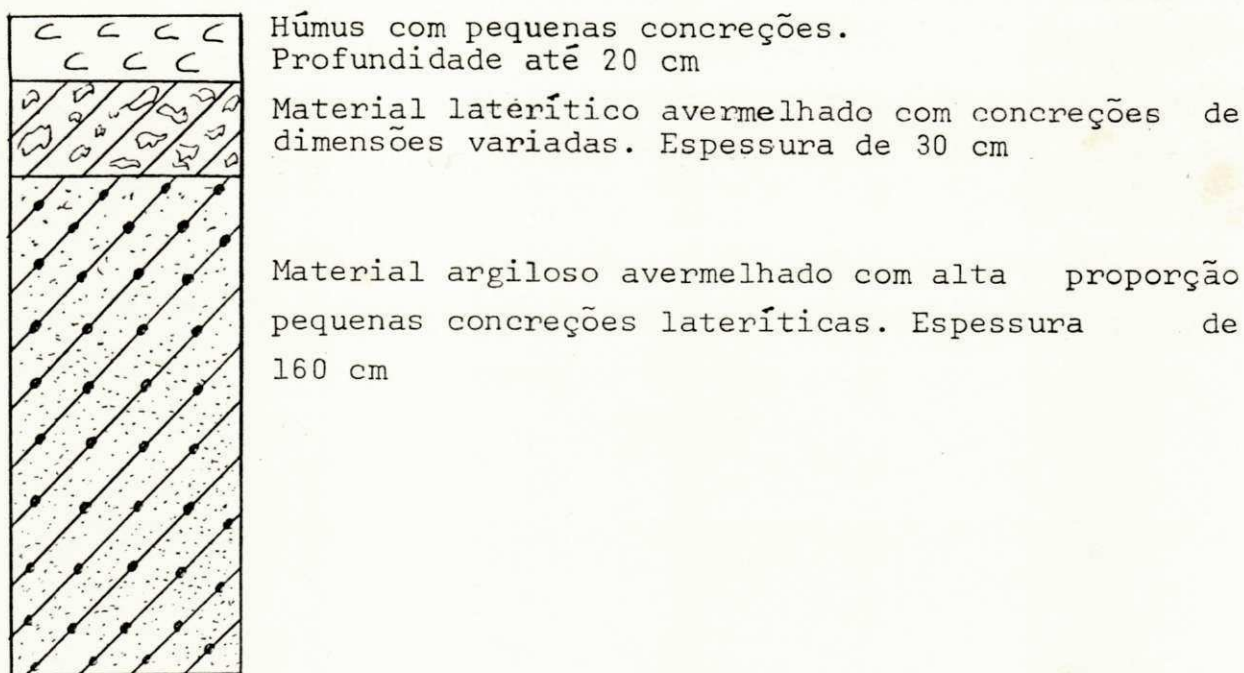 Húmus com pequenas concreções.
Profundidade até 20 cm
Material laterítico avermelhado com concreções de
dimensões variadas. Espessura de 30 cm
Material argiloso avermelhado com alta proporção
pequenas concreções lateríticas. Espessura de
160 cm